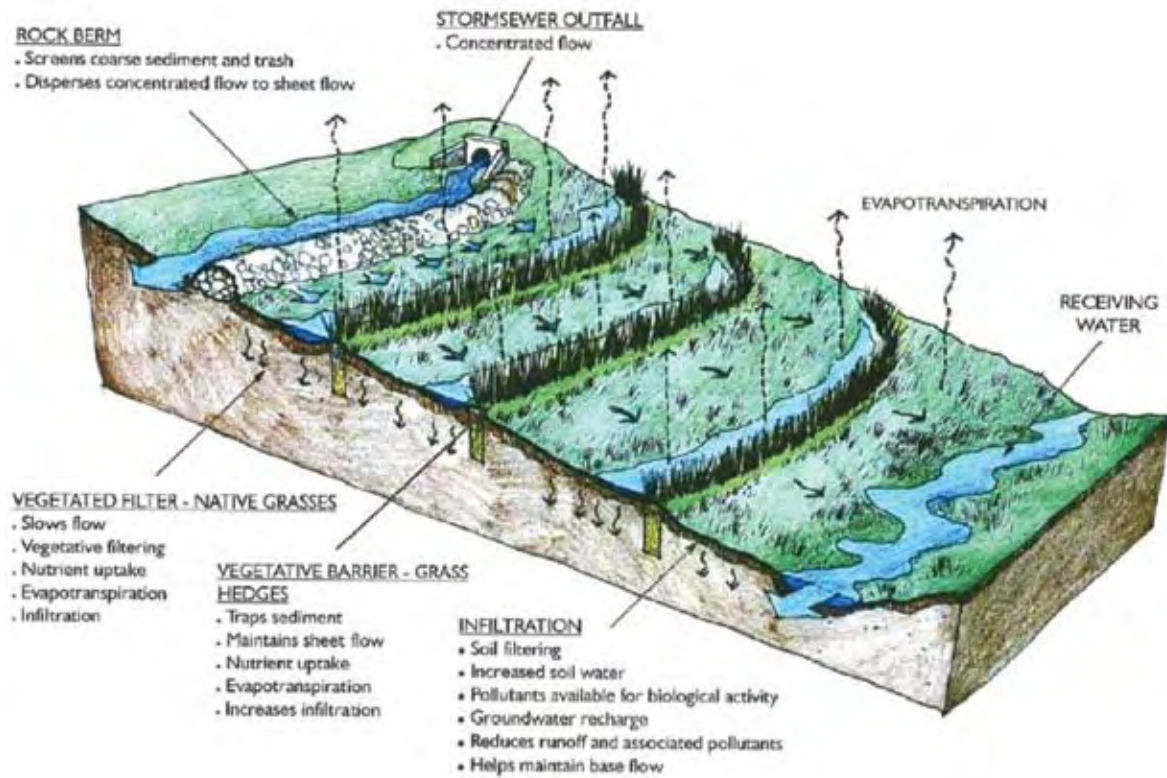 ROCK BERM
. Screens coarse sediment and trash
. Disperses concentrated flow to sheet flow
STORMSEWER OUTFALL
. Concentrated flow
EVAPOTRANSPIRATION
RECEIVING
WATER
VEGETATED FILTER - NATIVE GRASSES
. Slows flow
. Vegetative filtering
. Nutrient uptake
. Evapotranspiration
. Infiltration
VEGETATIVE BARRIER - GRASS
HEDGES
. Traps sediment
. Maintains sheet flow
. Nutrient uptake
. Evapotranspiration
. Increases infiltration
INFILTRATION
• Soil filtering
• Increased soil water
• Pollutants available for biological activity
• Groundwater recharge
• Reduces runoff and associated pollutants
• Helps maintain base flow